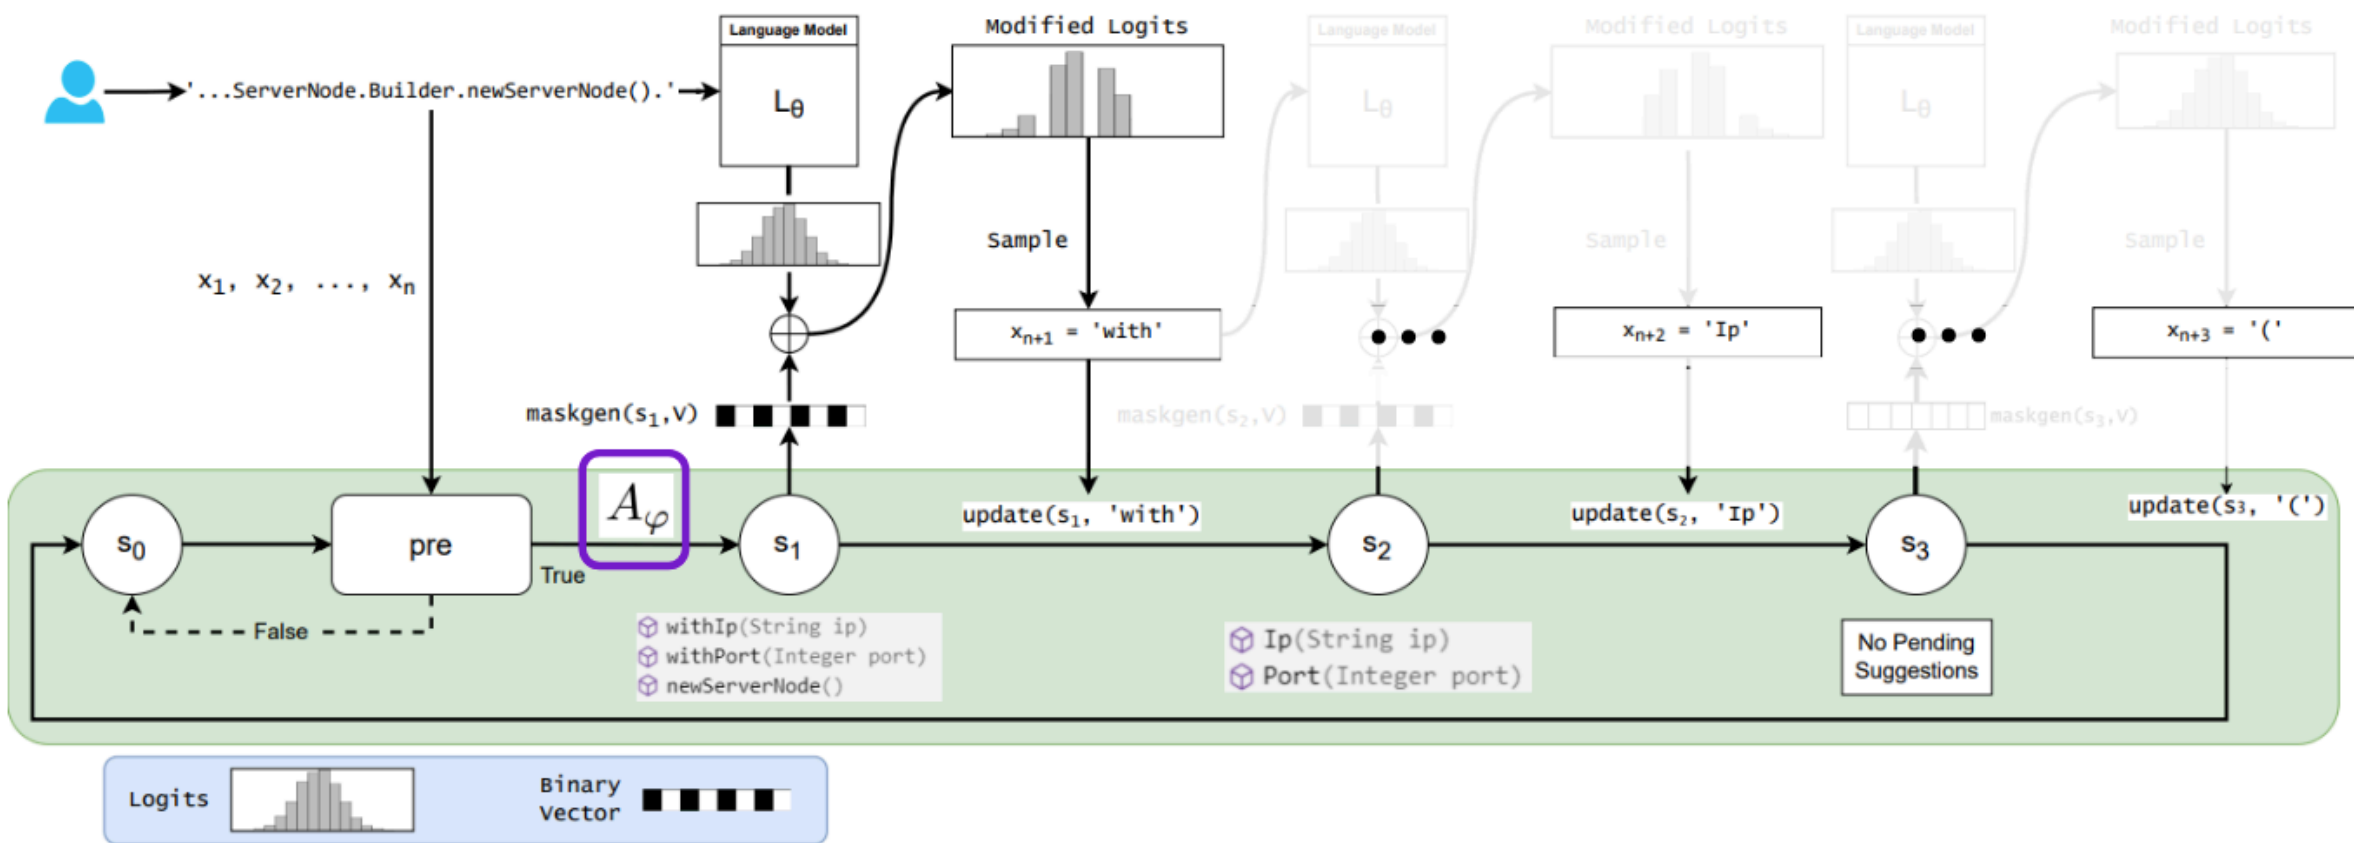 Language Model
Modified Logits
Language Model
Modified Logits
Language Model
Modified Logits
'...ServerNode.Builder.newServerNode().'
Lθ
Lθ
Lθ
Sample
Sample
Sample
x1, x2, ..., xn
xn+1 = 'with'
xn+2 = 'Ip'
xn+3 = '('
maskgen(s1,V)
maskgen(s2,V)
maskgen(s3,V)
Aφ
update(s1, 'with')
update(s2, 'Ip')
update(s3, '(')
s0
pre
s1
s2
s3
True
False
withIp(String ip)
withPort(Integer port)
newServerNode()
Ip(String ip)
Port(Integer port)
No Pending
Suggestions
Logits
Binary
Vector